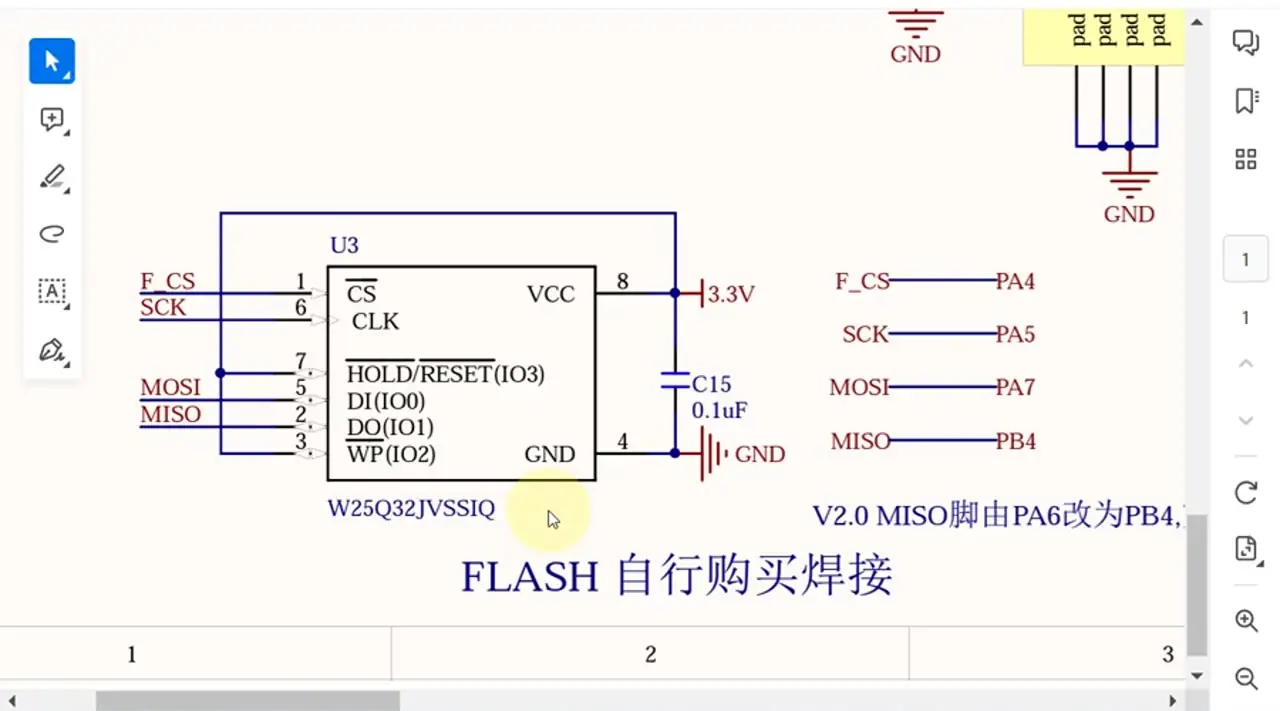 pad pad pad pad
GND
GND
U3
F_CS 1 CS VCC 8 3.3V
SCK 6 CLK
7 HOLD/RESET(IO3)
MOSI 5 DI(IO0)
MISO 2 DO(IO1)
3 WP(IO2) GND 4 GND
C15
0.1uF
W25Q32JVSSIQ
F_CS PA4
SCK PA5
MOSI PA7
MISO PB4
V2.0 MISO脚由PA6改为PB4,
FLASH 自行购买焊接
1 2 3
A
1
1